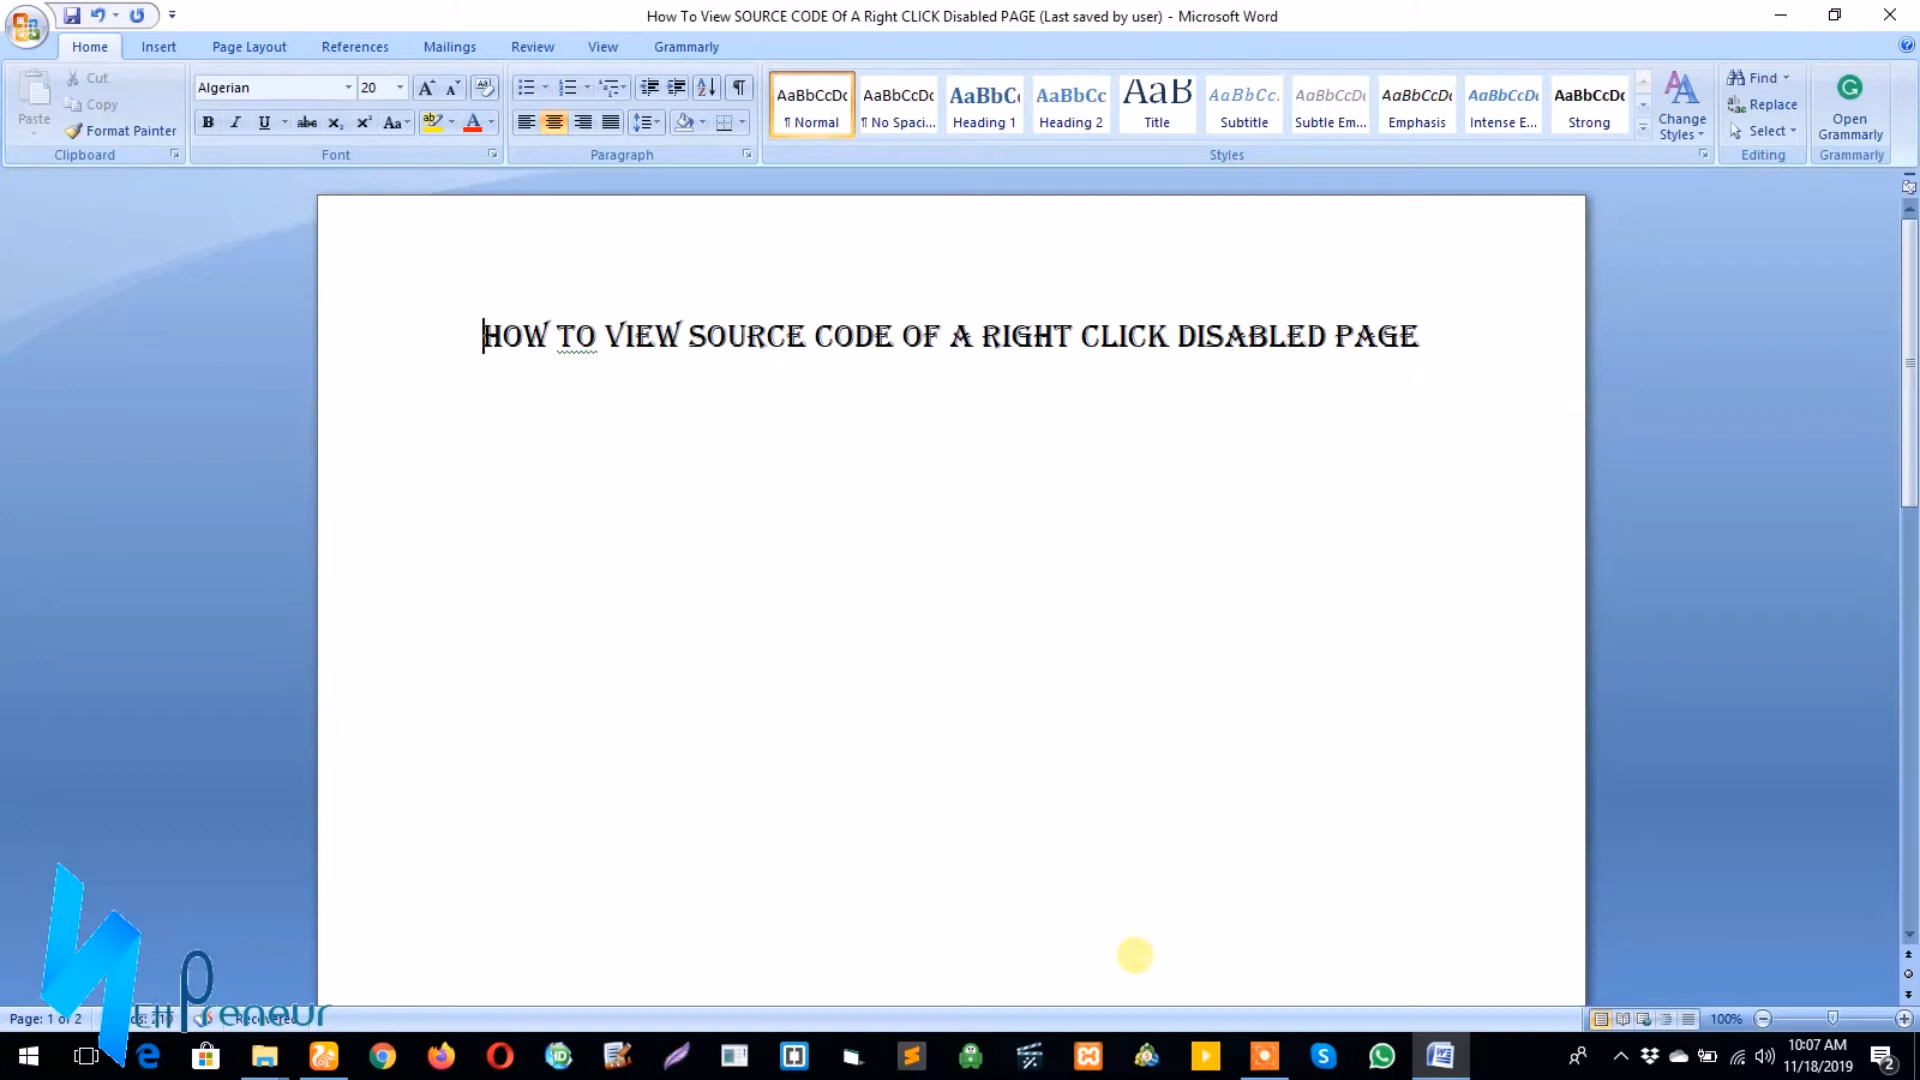 How To View SOURCE CODE Of A Right CLICK Disabled PAGE (Last saved by user) - Microsoft Word
Home Insert Page Layout References Mailings Review View Grammarly
Paste
Cut
Copy
Format Painter
Clipboard
Algerian 20
Font
Paragraph
AaBbCcDc AaBbCcDc AaBbC AaBbCc AaB AaBbCc. AaBbCcDc AaBbCcDc AaBbCcDc AaBbCcDc
¶ Normal ¶ No Spaci... Heading 1 Heading 2 Title Subtitle Subtle Em... Emphasis Intense E... Strong
Styles
Change Styles
Find
Replace
Select
Editing
Open Grammarly
Grammarly
HOW TO VIEW SOURCE CODE OF A RIGHT CLICK DISABLED PAGE
Page: 1 of 2
Preneur
100%
10:07 AM
11/18/2019
2